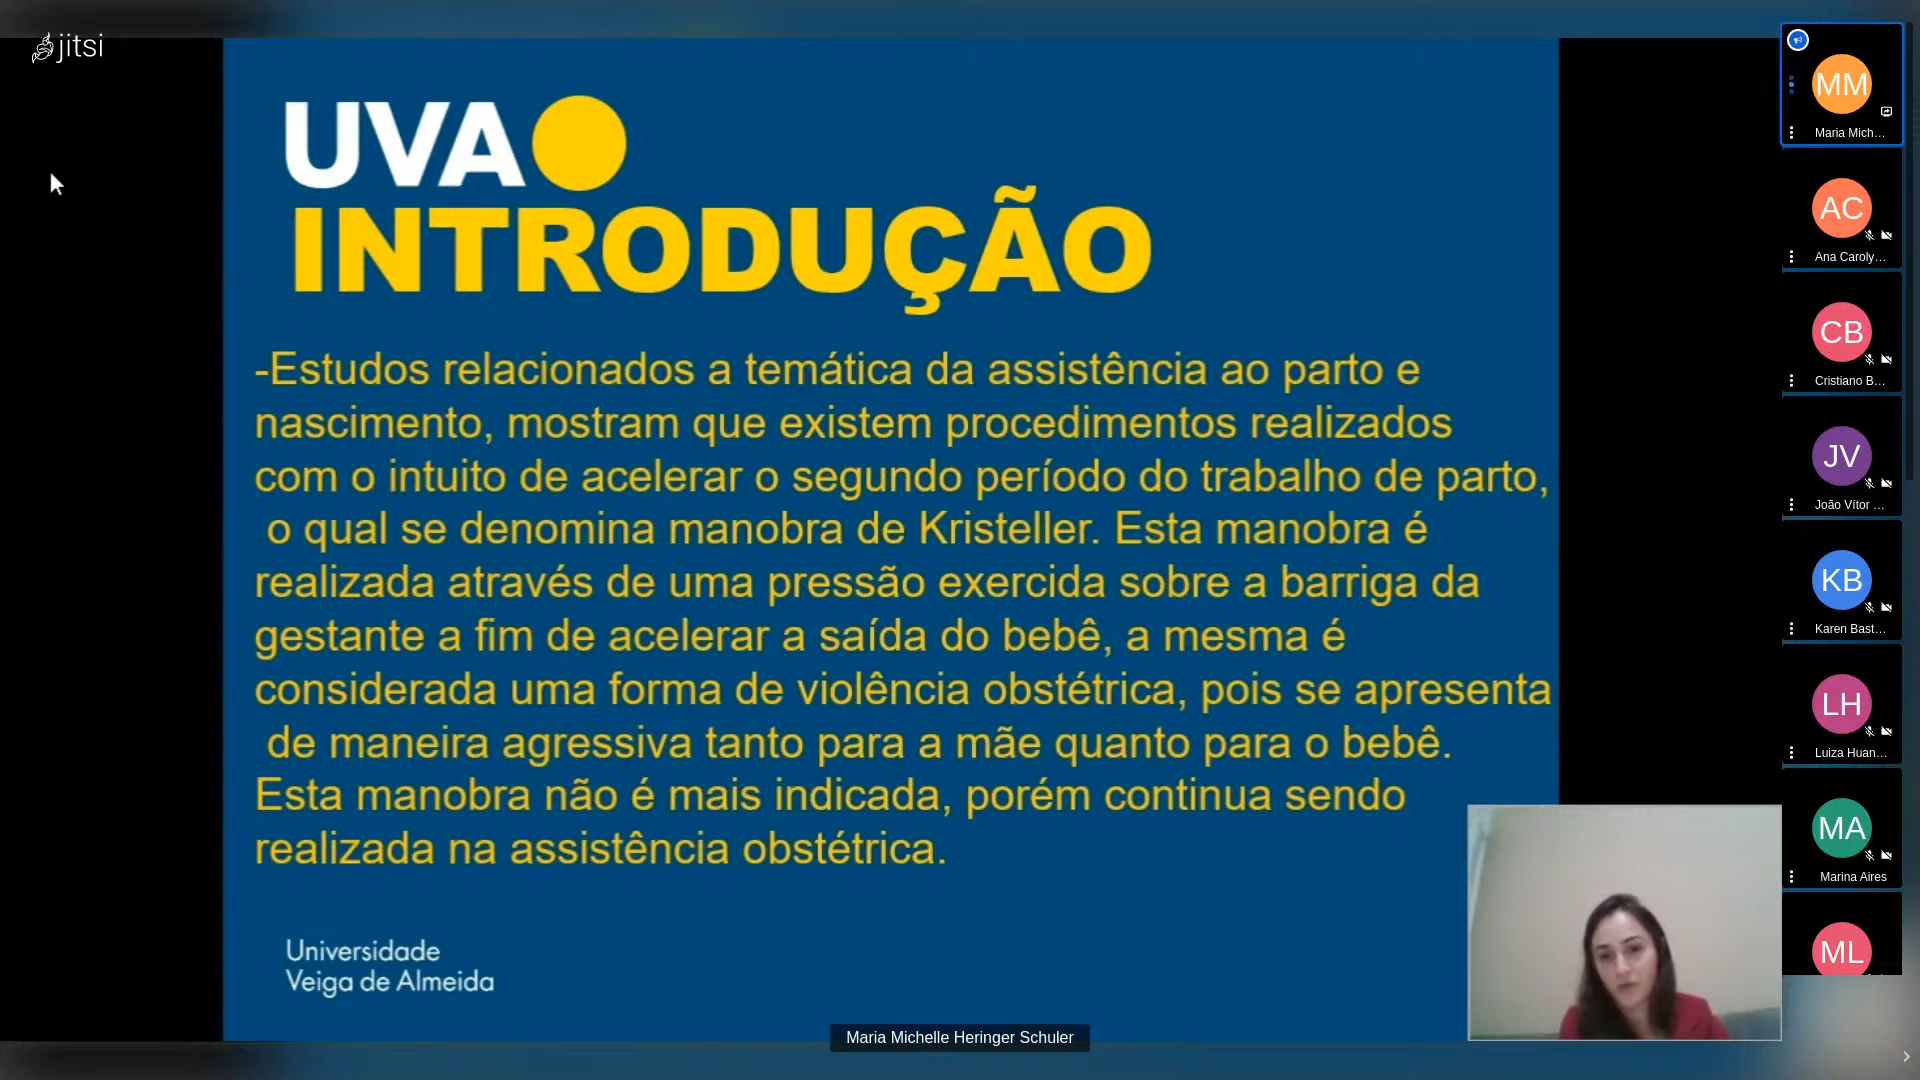 jitsi
UVA
INTRODUÇÃO
-Estudos relacionados a temática da assistência ao parto e
nascimento, mostram que existem procedimentos realizados
com o intuito de acelerar o segundo período do trabalho de parto,
o qual se denomina manobra de Kristeller. Esta manobra é
realizada através de uma pressão exercida sobre a barriga da
gestante a fim de acelerar a saída do bebê, a mesma é
considerada uma forma de violência obstétrica, pois se apresenta
de maneira agressiva tanto para a mãe quanto para o bebê.
Esta manobra não é mais indicada, porém continua sendo
realizada na assistência obstétrica.
Universidade
Veiga de Almeida
Maria Michelle Heringer Schuler
MM
Maria Mich...
AC
Ana Caroly...
CB
Cristiano B...
JV
João Vítor ...
KB
Karen Bast...
LH
Luiza Huan...
MA
Marina Aires
ML